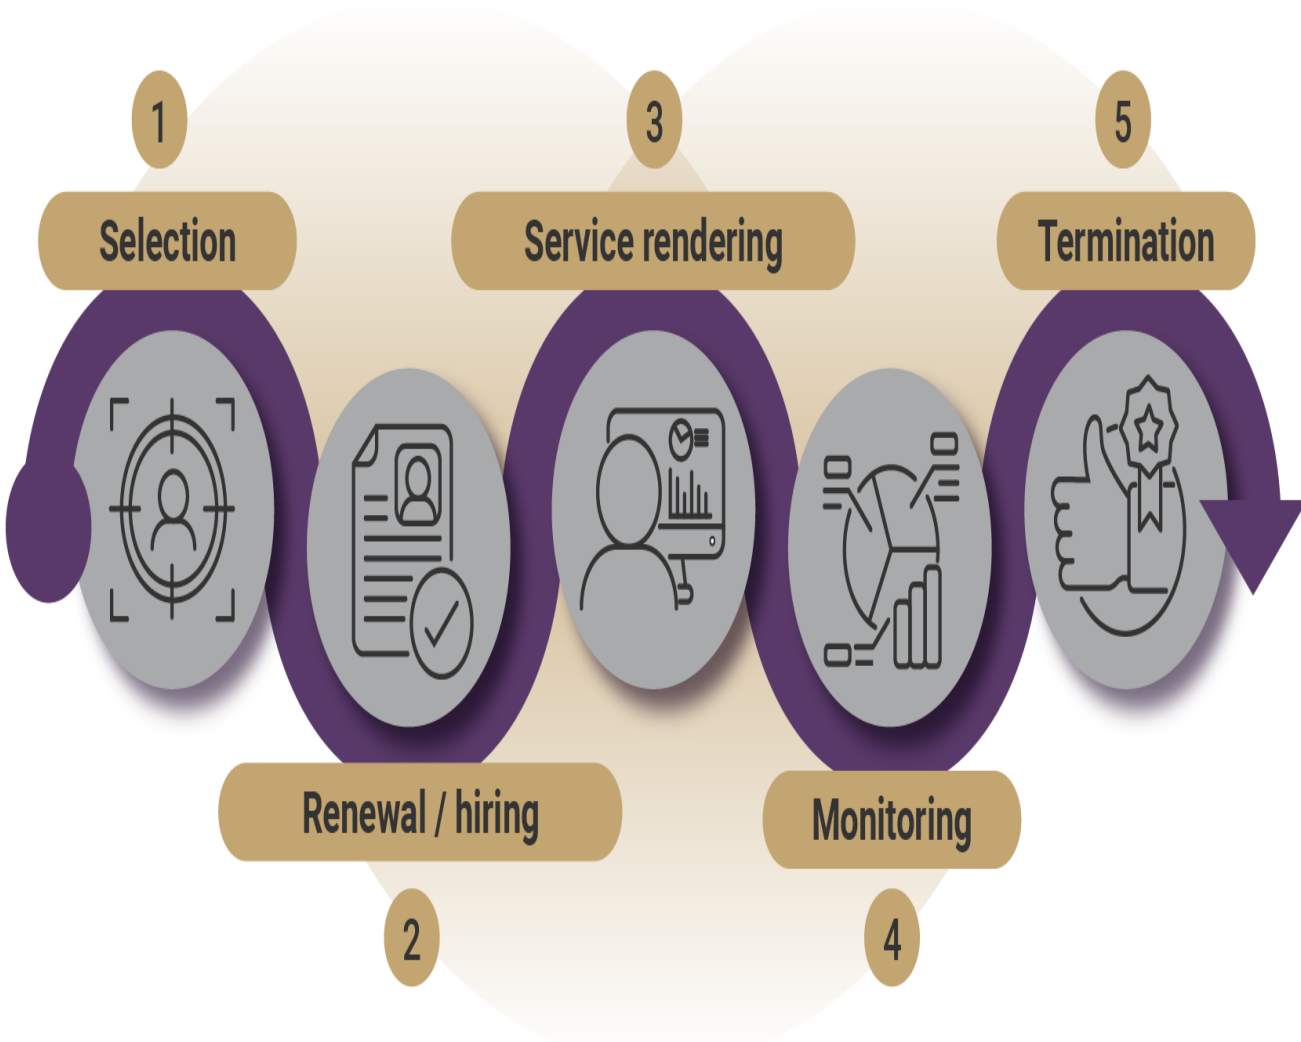 1
Selection
2
Renewal / hiring
3
Service rendering
4
Monitoring
5
Termination